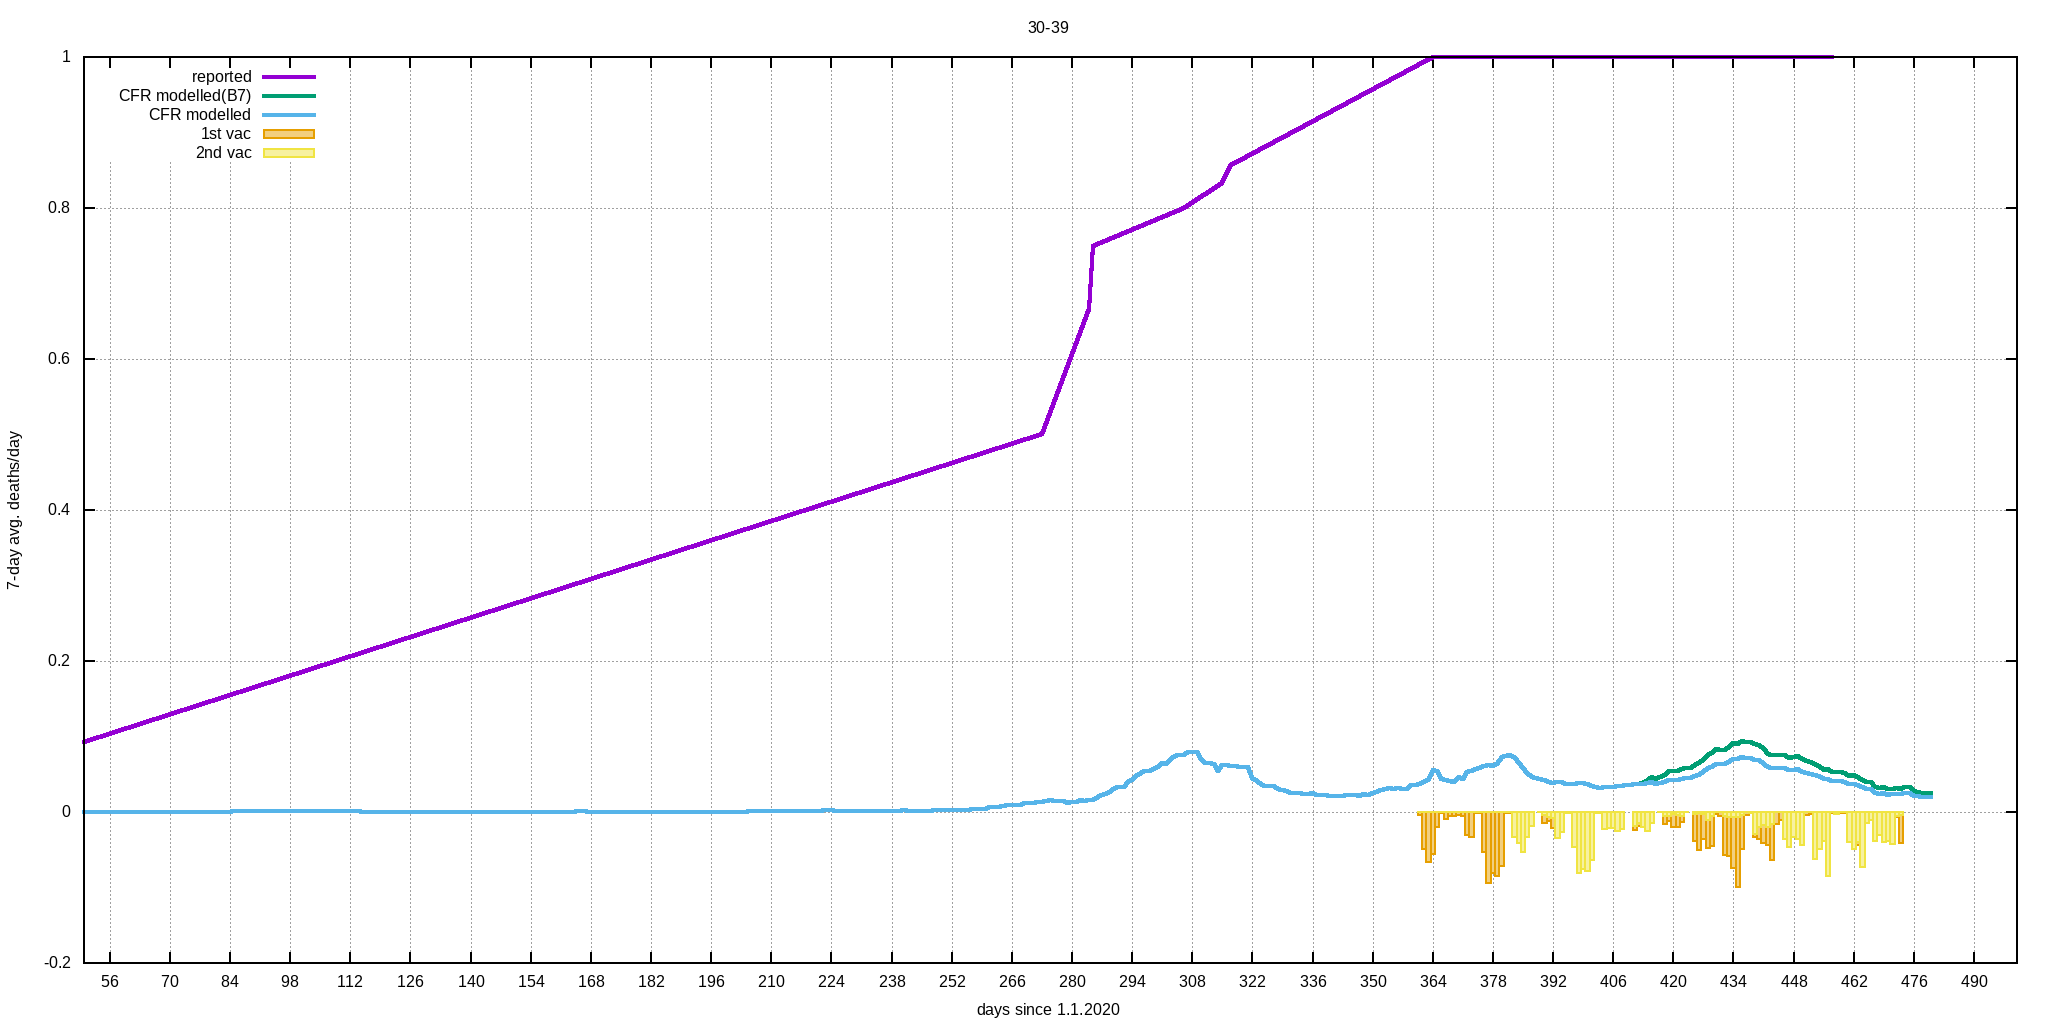 30-39
reported
CFR modelled(B7)
CFR modelled
1st vac
2nd vac
1
0.8
0.6
0.4
0.2
0
-0.2
7-day avg. deaths/day
56 70 84 98 112 126 140 154 168 182 196 210 224 238 252 266 280 294 308 322 336 350 364 378 392 406 420 434 448 462 476 490
days since 1.1.2020